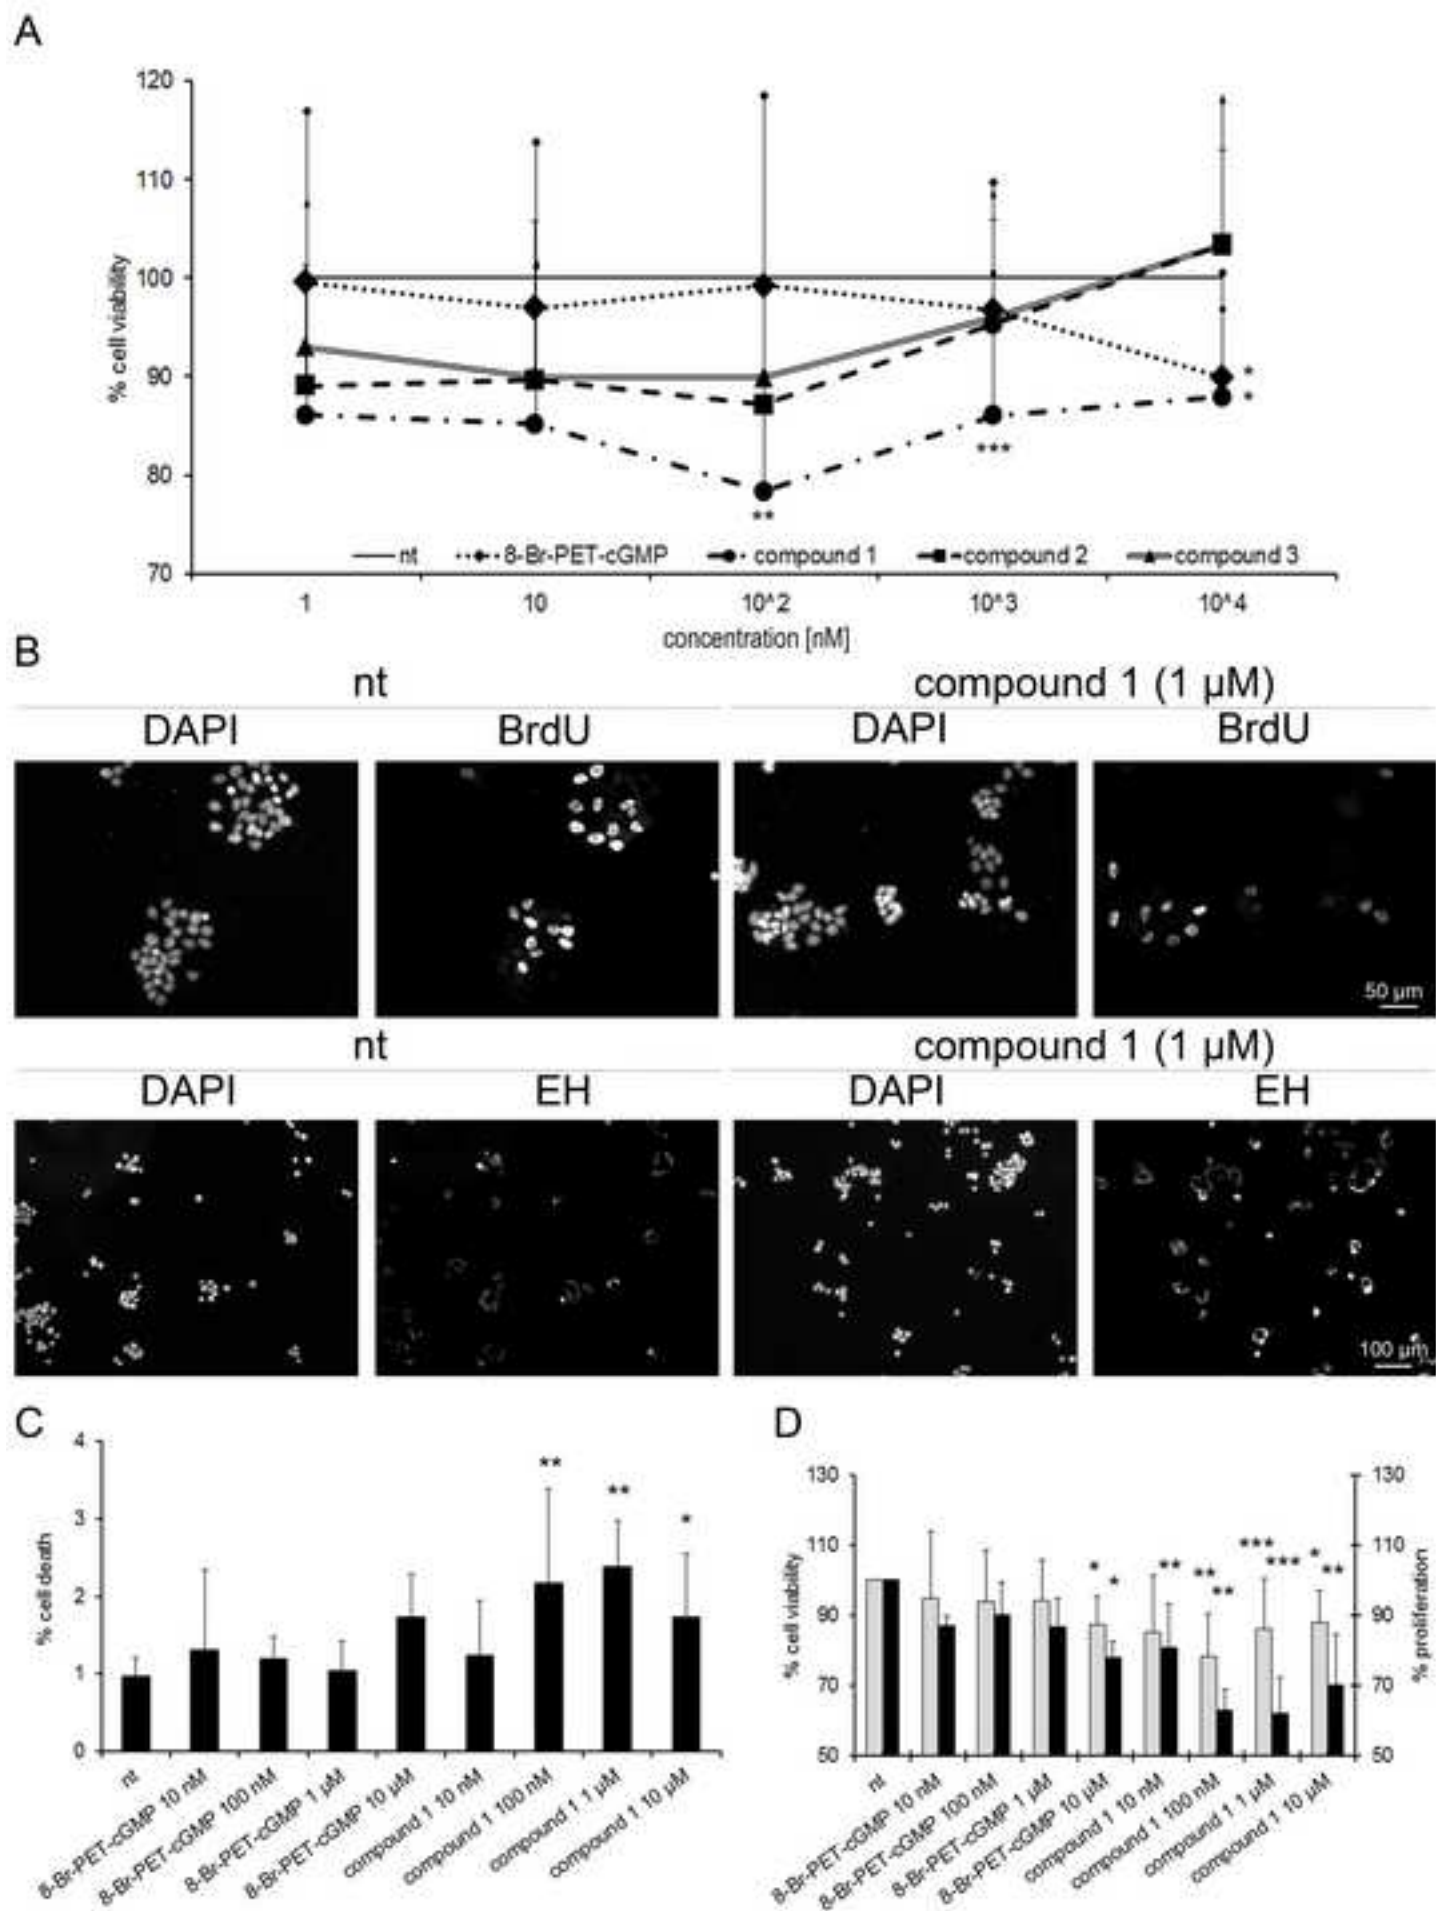 A
120
110
100
90
80
70
% cell viability
*
*
***
**
nt 8-Br-PET-cGMP compound 1 compound 2 compound 3
1 10 10^2 10^3 10^4
concentration [nM]
B
nt compound 1 (1 µM)
DAPI BrdU DAPI BrdU
50 µm
nt compound 1 (1 µM)
DAPI EH DAPI EH
100 µm
C
4
3
2
1
0
% cell death
** ** *
nt
8-Br-PET-cGMP 10 nM
8-Br-PET-cGMP 100 nM
8-Br-PET-cGMP 1 µM
8-Br-PET-cGMP 10 µM
compound 1 10 nM
compound 1 100 nM
compound 1 1 µM
compound 1 10 µM
D
130
110
90
70
50
% cell viability
* * ** ** ** *** *** * **
130
110
90
70
50
% proliferation
nt
8-Br-PET-cGMP 10 nM
8-Br-PET-cGMP 100 nM
8-Br-PET-cGMP 1 µM
8-Br-PET-cGMP 10 µM
compound 1 10 nM
compound 1 100 nM
compound 1 1 µM
compound 1 10 µM